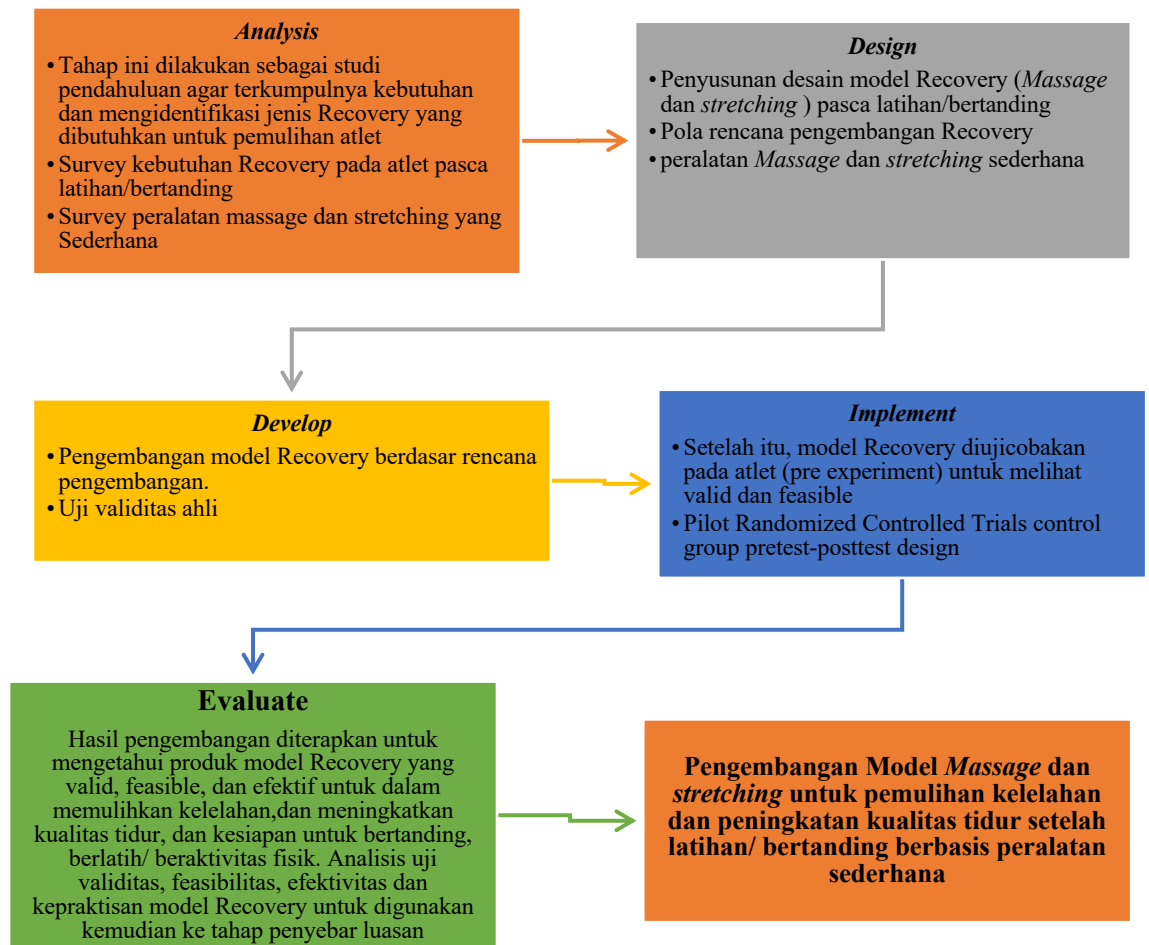 Analysis
• Tahap ini dilakukan sebagai studi
pendahuluan agar terkumpulnya kebutuhan
dan mengidentifikasi jenis Recovery yang
dibutuhkan untuk pemulihan atlet
• Survey kebutuhan Recovery pada atlet pasca
latihan/bertanding
• Survey peralatan massage dan stretching yang
Sederhana
Design
• Penyusunan desain model Recovery (Massage
dan stretching ) pasca latihan/bertanding
• Pola rencana pengembangan Recovery
• peralatan Massage dan stretching sederhana
Develop
• Pengembangan model Recovery berdasar rencana
pengembangan.
• Uji validitas ahli
Implement
• Setelah itu, model Recovery diujicobakan
pada atlet (pre experiment) untuk melihat
valid dan feasible
• Pilot Randomized Controlled Trials control
group pretest-posttest design
Evaluate
Hasil pengembangan diterapkan untuk
mengetahui produk model Recovery yang
valid, feasible, dan efektif untuk dalam
memulihkan kelelahan,dan meningkatkan
kualitas tidur, dan kesiapan untuk bertanding,
berlatih/ beraktivitas fisik. Analisis uji
validitas, feasibilitas, efektivitas dan
kepraktisan model Recovery untuk digunakan
kemudian ke tahap penyebar luasan
Pengembangan Model Massage dan
stretching untuk pemulihan kelelahan
dan peningkatan kualitas tidur setelah
latihan/ bertanding berbasis peralatan
sederhana